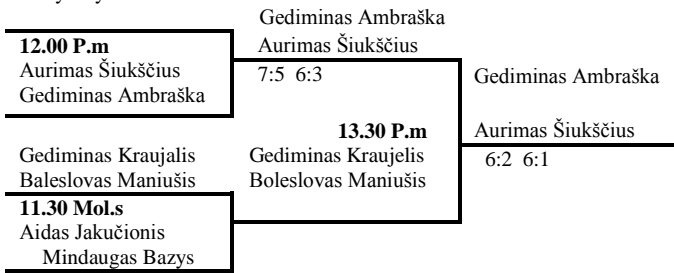 Gediminas Ambraška
12.00 P.m
Aurimas Šiukščius
Aurimas Šiukščius
7:5 6:3
Gediminas Ambraška
Gediminas Ambraška
13.30 P.m
Aurimas Šiukščius
Gediminas Kraujalis
Gediminas Kraujelis
6:2 6:1
Baleslovas Maniušis
Boleslovas Maniušis
11.30 Mol.s
Aidas Jakučionis
Mindaugas Bazys